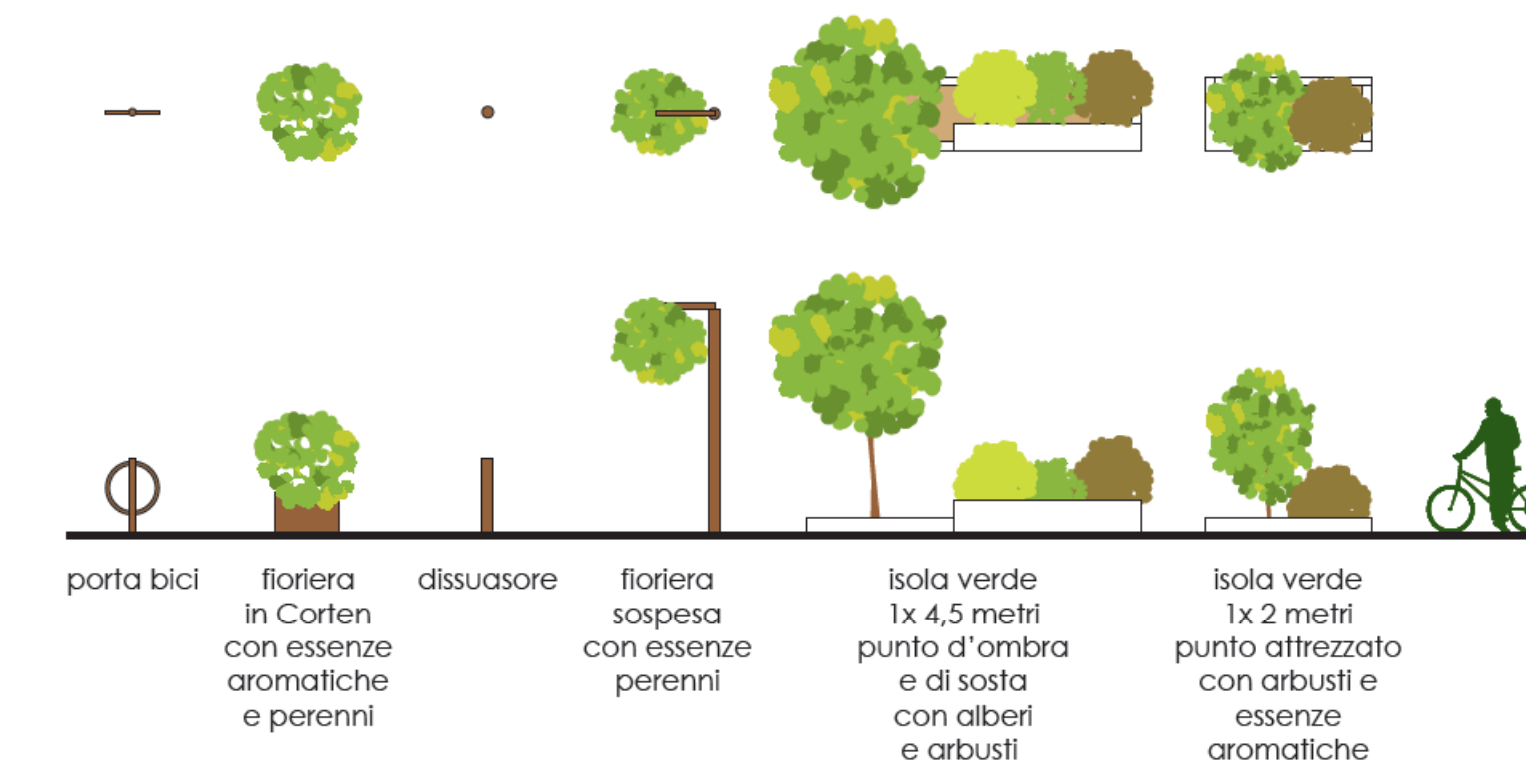 porta bici
fioriera
in Corten
con essenze
aromatiche
e perenni
dissuasore
fioriera
sospesa
con essenze
perenni
isola verde
1x 4,5 metri
punto d’ombra
e di sosta
con alberi
e arbusti
isola verde
1x 2 metri
punto attrezzato
con arbusti e
essenze
aromatiche